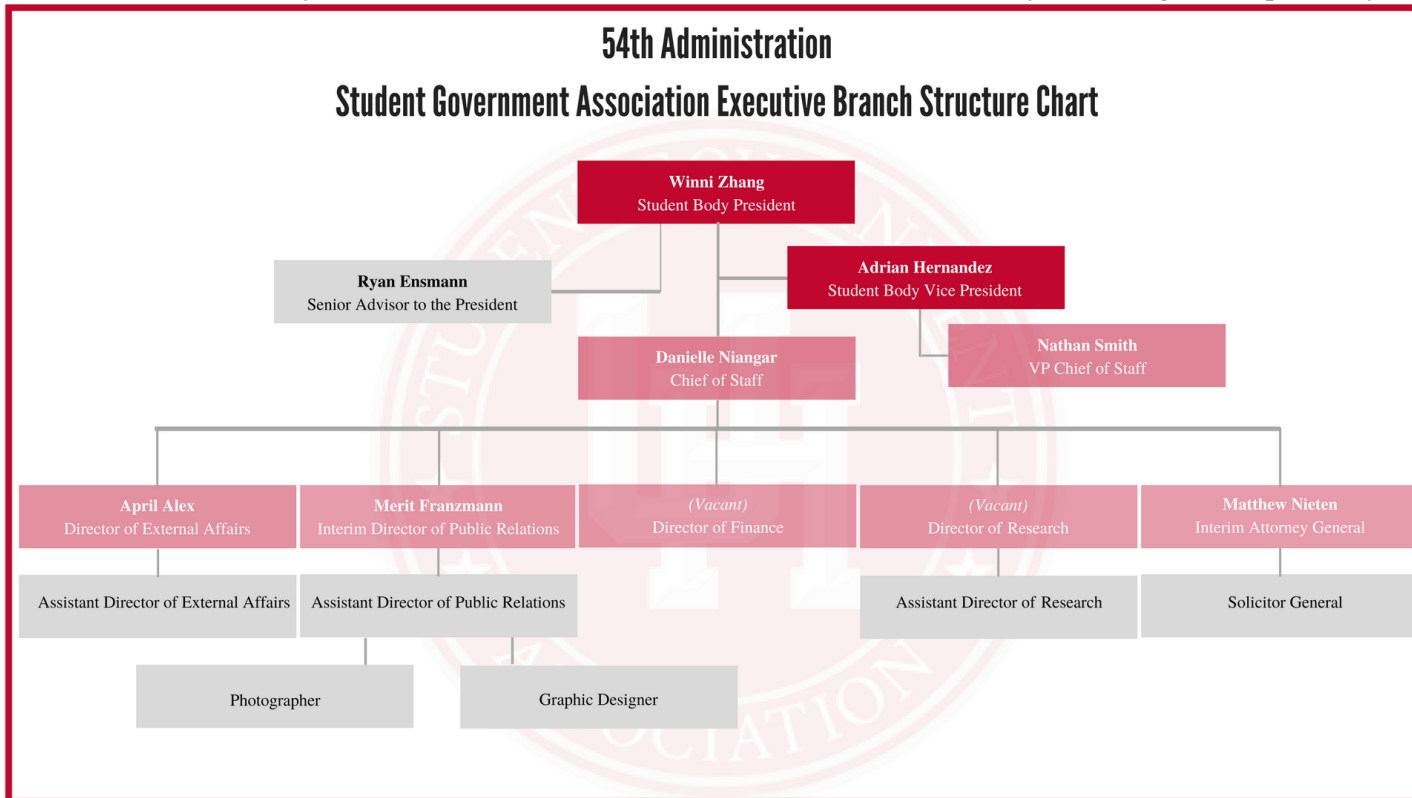 54th Administration
Student Government Association Executive Branch Structure Chart
Winni Zhang
Student Body President
Ryan Ensmann
Senior Advisor to the President
Adrian Hernandez
Student Body Vice President
Danielle Niangar
Chief of Staff
Nathan Smith
VP Chief of Staff
April Alex
Director of External Affairs
Merit Franzmann
Interim Director of Public Relations
(Vacant)
Director of Finance
(Vacant)
Director of Research
Matthew Nieten
Interim Attorney General
Assistant Director of External Affairs
Assistant Director of Public Relations
Assistant Director of Research
Solicitor General
Photographer
Graphic Designer
STUDENT GOVERNMENT
ASSOCIATION
UH